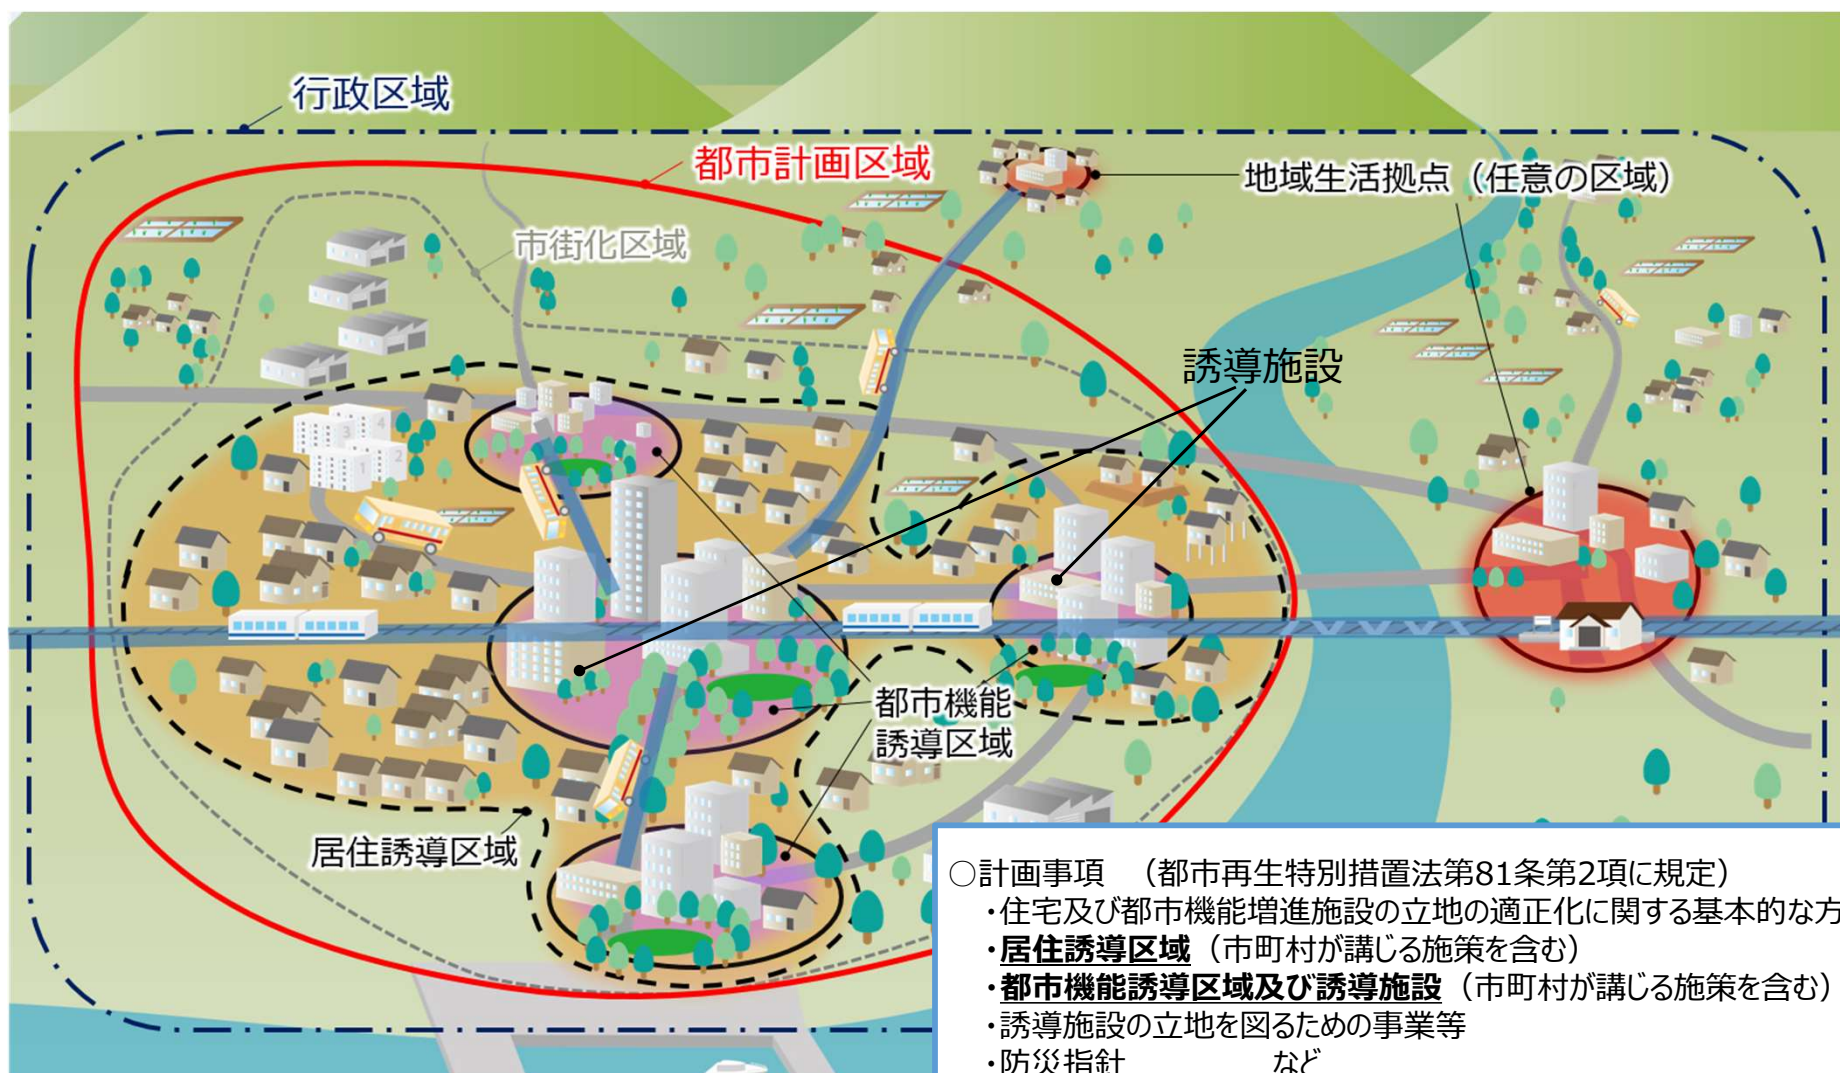 行政区域
都市計画区域
地域生活拠点（任意の区域）
市街化区域
誘導施設
3
4
1
2
都市機能
誘導区域
居住誘導区域
○計画事項　（都市再生特別措置法第81条第2項に規定）
・住宅及び都市機能増進施設の立地の適正化に関する基本的な方
・居住誘導区域（市町村が講じる施策を含む）
・都市機能誘導区域及び誘導施設（市町村が講じる施策を含む）
・誘導施設の立地を図るための事業等
・防災指針　　　　　など